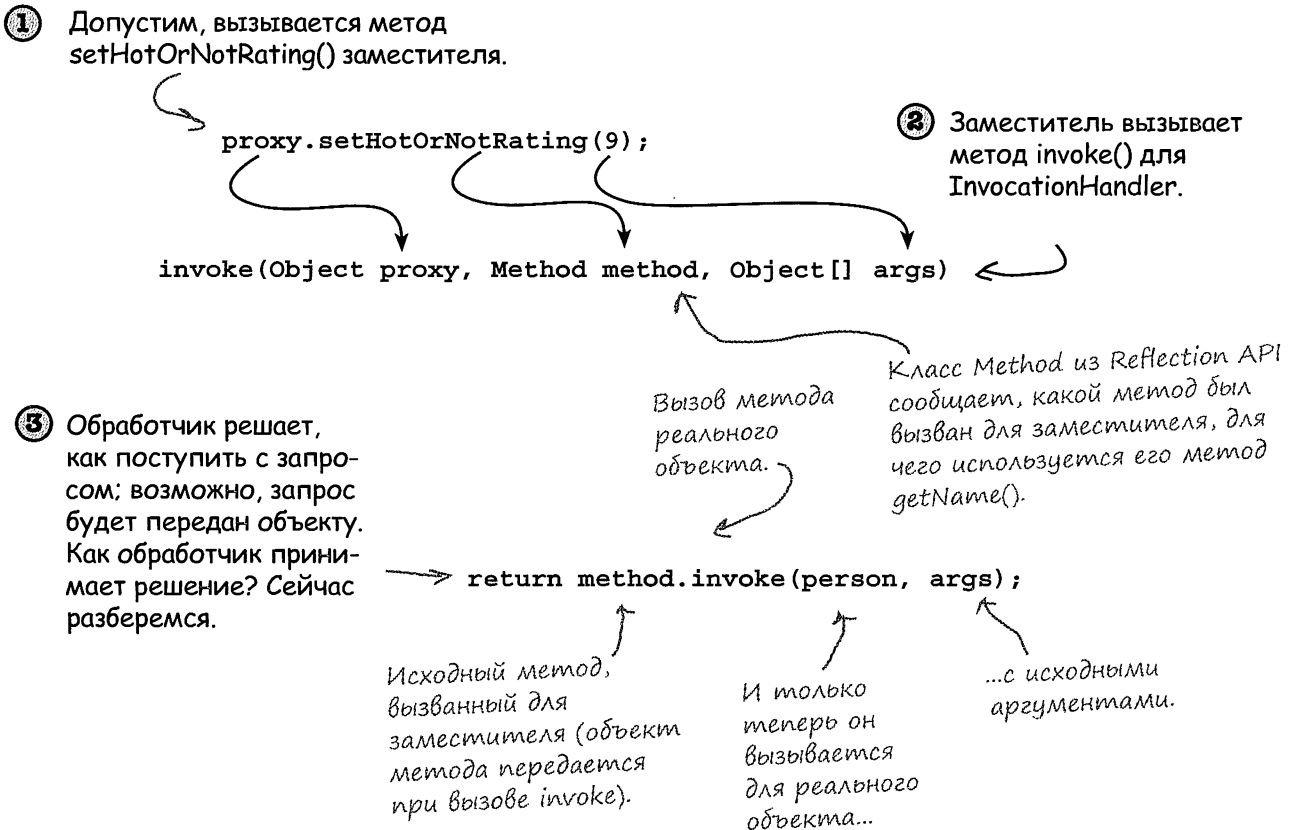 1 Допустим, вызывается метод
setHotOrNotRating() заместителя.
proxy.setHotOrNotRating(9);
2 Заместитель вызывает
метод invoke() для
InvocationHandler.
invoke(Object proxy, Method method, Object[] args)
Класс Method из Reflection API
сообщает, какой метод был
вызван для заместителя, для
чего используется его метод
getName().
Вызов метода
реального
объекта.
3 Обработчик решает,
как поступить с запро-
сом; возможно, запрос
будет передан объекту.
Как обработчик прини-
мает решение? Сейчас
разберемся.
return method.invoke(person, args);
Исходный метод,
вызванный для
заместителя (объект
метода передается
при вызове invoke).
И только
теперь он
вызывается
для реального
объекта...
...с исходными
аргументами.